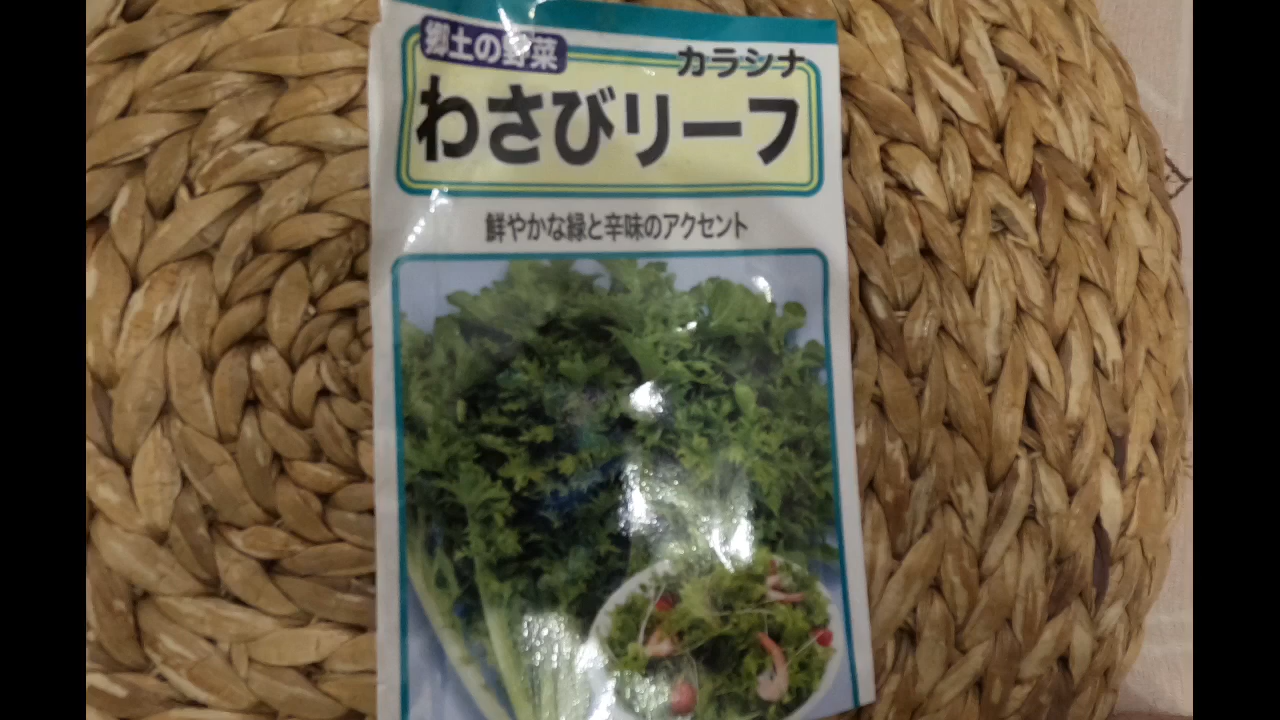 郷土の野菜
カラシナ
わさびリーフ
鮮やかな緑と辛味のアクセント